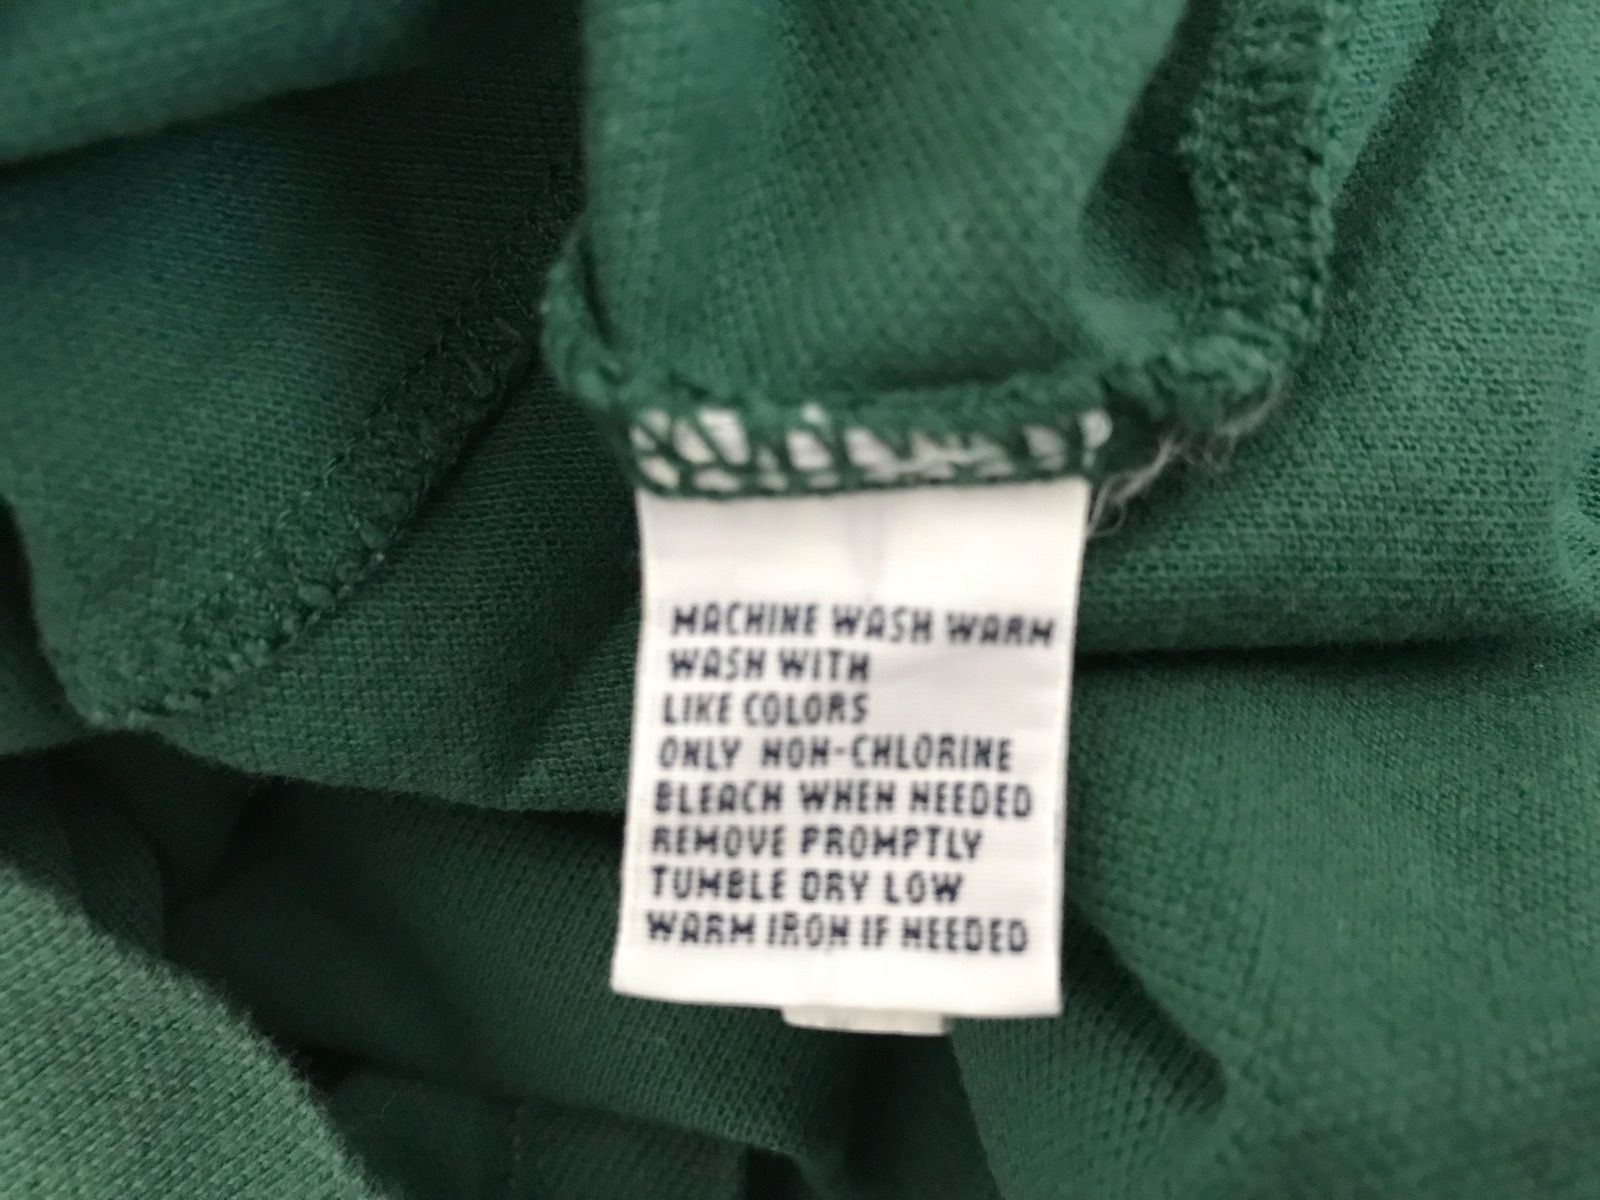 MACHINE WASH WARM
WASH WITH
LIKE COLORS
ONLY NON-CHLORINE
BLEACH WHEN NEEDED
REMOVE PROMPTLY
TUMBLE DRY LOW
WARM IRON IF NEEDED